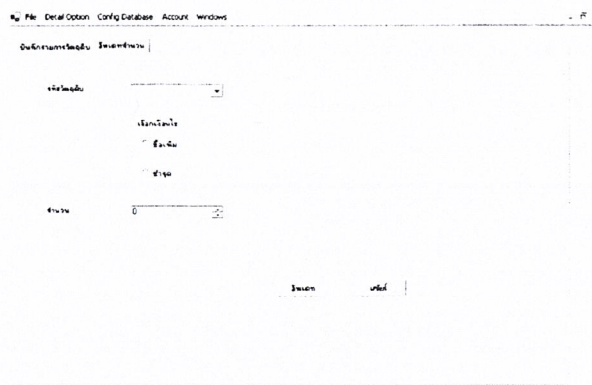 File Detail Option Config Database Account Windows
บันทึกรายการวัตถุดิบ อัพเดทจำนวน
รหัสวัตถุดิบ
เลือกเงื่อนไข
ซื้อเพิ่ม
ชำรุด
จำนวน 0
อัพเดท เคลียร์